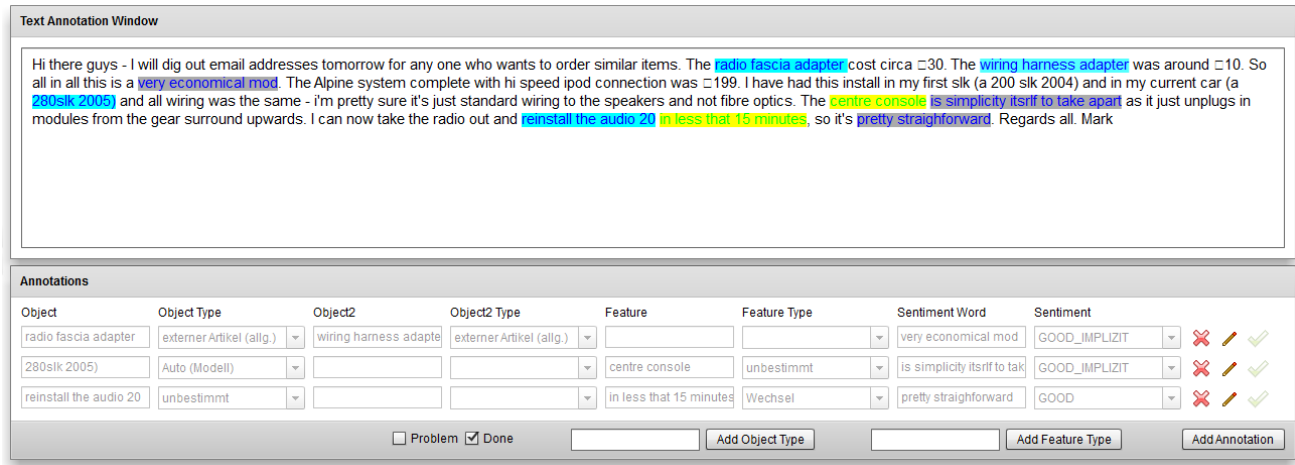 Text Annotation Window
Hi there guys - I will dig out email addresses tomorrow for any one who wants to order similar items. The radio fascia adapter cost circa □30. The wiring harness adapter was around □10. So
all in all this is a very economical mod. The Alpine system complete with hi speed ipod connection was □199. I have had this install in my first slk (a 200 slk 2004) and in my current car (a
280slk 2005) and all wiring was the same - i'm pretty sure it's just standard wiring to the speakers and not fibre optics. The centre console is simplicity itsrlf to take apart as it just unplugs in
modules from the gear surround upwards. I can now take the radio out and reinstall the audio 20 in less that 15 minutes, so it's pretty straighforward. Regards all. Mark
Annotations
Object Object Type Object2 Object2 Type Feature Feature Type Sentiment Word Sentiment
radio fascia adapter externer Artikel (allg.) wiring harness adapte externer Artikel (allg.) very economical mod GOOD_IMPLIZIT
280slk 2005) Auto (Modell) centre console unbestimmt is simplicity itsrlf to tak GOOD_IMPLIZIT
reinstall the audio 20 unbestimmt in less that 15 minutes Wechsel pretty straighforward GOOD
Problem Done Add Object Type Add Feature Type Add Annotation